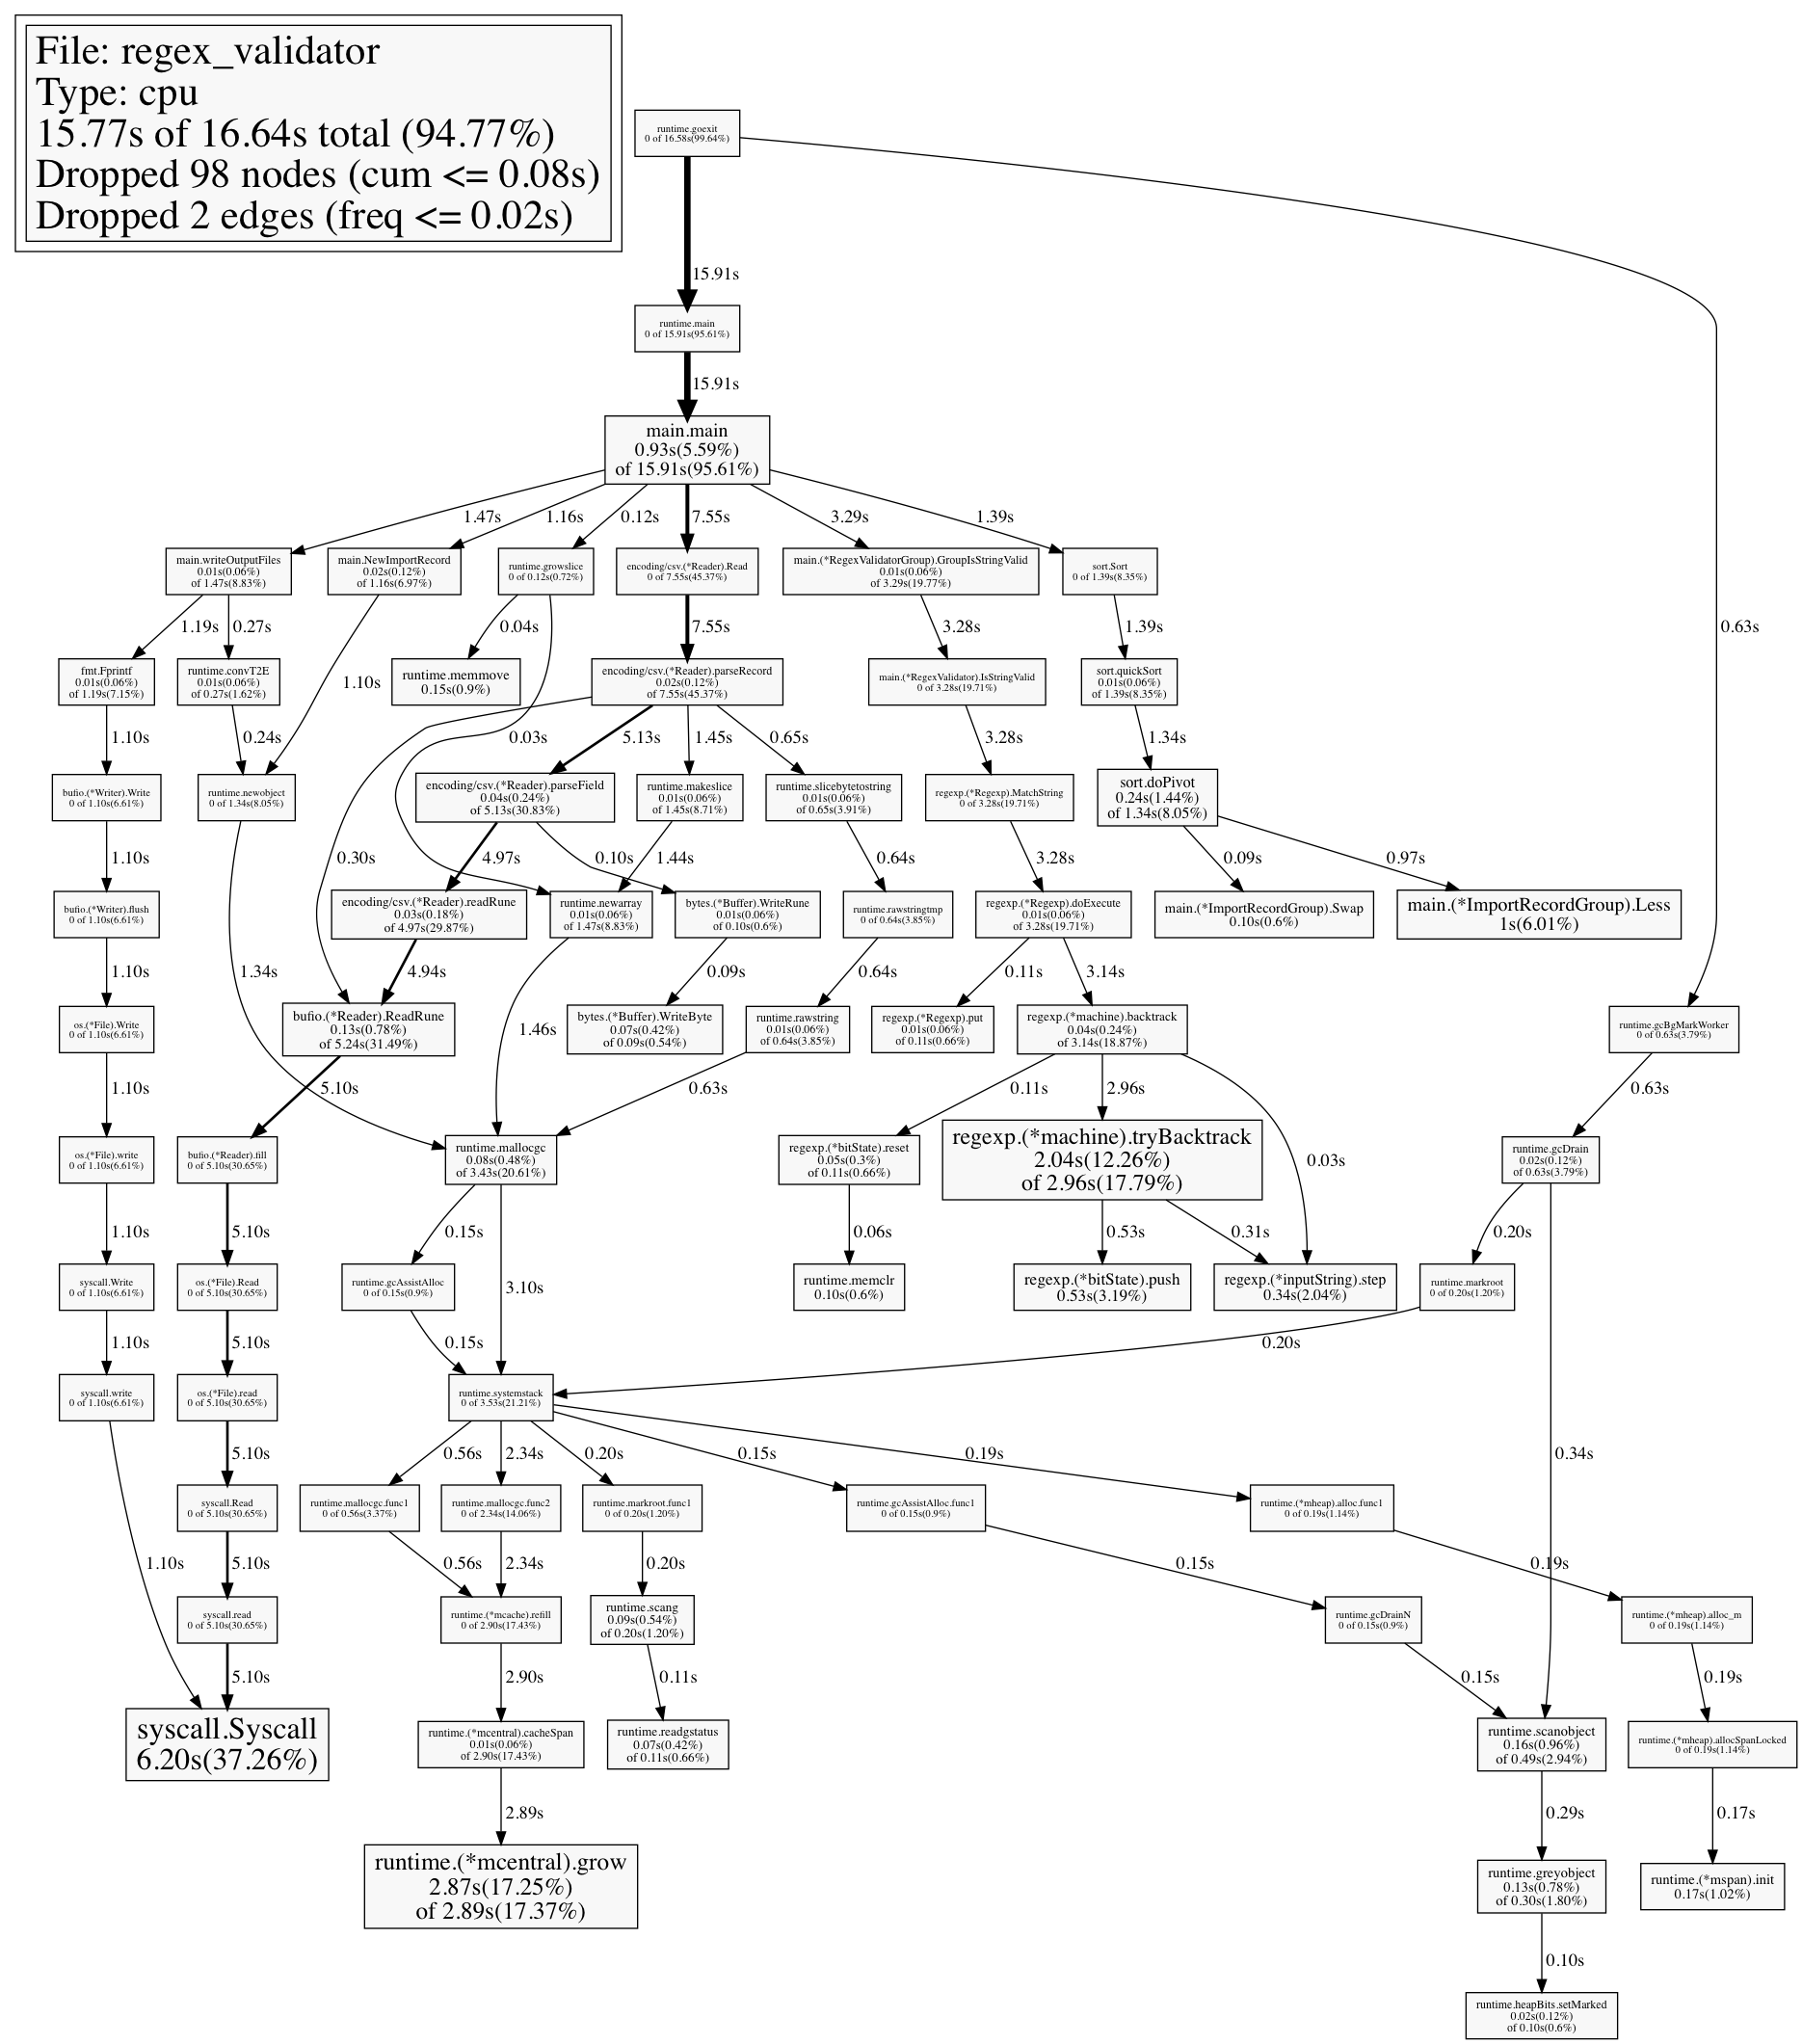 File: regex_validator
Type: cpu
15.77s of 16.64s total (94.77%)
Dropped 98 nodes (cum <= 0.08s)
Dropped 2 edges (freq <= 0.02s)
runtime.goexit
0 of 16.58s(99.64%)
15.91s
runtime.main
0 of 15.91s(95.61%)
0.63s
15.91s
main.main
0.93s(5.59%)
of 15.91s(95.61%)
1.47s
1.16s
0.12s
7.55s
3.29s
1.39s
main.writeOutputFiles
0.01s(0.06%)
of 1.47s(8.83%)
main.NewImportRecord
0.02s(0.12%)
of 1.16s(6.97%)
runtime.growslice
0 of 0.12s(0.72%)
encoding/csv.(*Reader).Read
0 of 7.55s(45.37%)
main.(*RegexValidatorGroup).GroupIsStringValid
0.01s(0.06%)
of 3.29s(19.77%)
sort.Sort
0 of 1.39s(8.35%)
1.19s
0.27s
0.04s
7.55s
3.28s
1.39s
fmt.Fprintf
0.01s(0.06%)
of 1.19s(7.15%)
runtime.convT2E
0.01s(0.06%)
of 0.27s(1.62%)
1.10s
runtime.memmove
0.15s(0.9%)
encoding/csv.(*Reader).parseRecord
0.02s(0.12%)
of 7.55s(45.37%)
main.(*RegexValidator).IsStringValid
0 of 3.28s(19.71%)
sort.quickSort
0.01s(0.06%)
of 1.39s(8.35%)
1.10s
0.24s
0.03s
5.13s
1.45s
0.65s
3.28s
1.34s
bufio.(*Writer).Write
0 of 1.10s(6.61%)
runtime.newobject
0 of 1.34s(8.05%)
encoding/csv.(*Reader).parseField
0.04s(0.24%)
of 5.13s(30.83%)
runtime.makeslice
0.01s(0.06%)
of 1.45s(8.71%)
runtime.slicebytetostring
0.01s(0.06%)
of 0.65s(3.91%)
regexp.(*Regexp).MatchString
0 of 3.28s(19.71%)
sort.doPivot
0.24s(1.44%)
of 1.34s(8.05%)
1.10s
0.30s
4.97s
0.10s
1.44s
0.64s
3.28s
0.09s
0.97s
bufio.(*Writer).flush
0 of 1.10s(6.61%)
encoding/csv.(*Reader).readRune
0.03s(0.18%)
of 4.97s(29.87%)
runtime.newarray
0.01s(0.06%)
of 1.47s(8.83%)
bytes.(*Buffer).WriteRune
0.01s(0.06%)
of 0.10s(0.6%)
runtime.rawstringtmp
0 of 0.64s(3.85%)
regexp.(*Regexp).doExecute
0.01s(0.06%)
of 3.28s(19.71%)
main.(*ImportRecordGroup).Swap
0.10s(0.6%)
main.(*ImportRecordGroup).Less
1s(6.01%)
1.10s
1.34s
4.94s
0.09s
0.64s
0.11s
3.14s
os.(*File).Write
0 of 1.10s(6.61%)
bufio.(*Reader).ReadRune
0.13s(0.78%)
of 5.24s(31.49%)
1.46s
bytes.(*Buffer).WriteByte
0.07s(0.42%)
of 0.09s(0.54%)
runtime.rawstring
0.01s(0.06%)
of 0.64s(3.85%)
regexp.(*Regexp).put
0.01s(0.06%)
of 0.11s(0.66%)
regexp.(*machine).backtrack
0.04s(0.24%)
of 3.14s(18.87%)
runtime.gcBgMarkWorker
0 of 0.63s(3.79%)
1.10s
5.10s
0.63s
0.11s
2.96s
0.63s
os.(*File).write
0 of 1.10s(6.61%)
bufio.(*Reader).fill
0 of 5.10s(30.65%)
runtime.mallocgc
0.08s(0.48%)
of 3.43s(20.61%)
regexp.(*bitState).reset
0.05s(0.3%)
of 0.11s(0.66%)
regexp.(*machine).tryBacktrack
2.04s(12.26%)
of 2.96s(17.79%)
0.03s
runtime.gcDrain
0.02s(0.12%)
of 0.63s(3.79%)
1.10s
5.10s
0.15s
0.06s
0.53s
0.31s
0.20s
syscall.Write
0 of 1.10s(6.61%)
os.(*File).Read
0 of 5.10s(30.65%)
runtime.gcAssistAlloc
0 of 0.15s(0.9%)
3.10s
runtime.memclr
0.10s(0.6%)
regexp.(*bitState).push
0.53s(3.19%)
regexp.(*inputString).step
0.34s(2.04%)
runtime.markroot
0 of 0.20s(1.20%)
1.10s
5.10s
0.15s
0.20s
syscall.write
0 of 1.10s(6.61%)
os.(*File).read
0 of 5.10s(30.65%)
runtime.systemstack
0 of 3.53s(21.21%)
5.10s
0.56s
2.34s
0.20s
0.15s
0.19s
0.34s
syscall.Read
0 of 5.10s(30.65%)
runtime.mallocgc.func1
0 of 0.56s(3.37%)
runtime.mallocgc.func2
0 of 2.34s(14.06%)
runtime.markroot.func1
0 of 0.20s(1.20%)
runtime.gcAssistAlloc.func1
0 of 0.15s(0.9%)
runtime.(*mheap).alloc.func1
0 of 0.19s(1.14%)
1.10s
5.10s
0.56s
2.34s
0.20s
0.15s
0.19s
syscall.read
0 of 5.10s(30.65%)
runtime.(*mcache).refill
0 of 2.90s(17.43%)
runtime.scang
0.09s(0.54%)
of 0.20s(1.20%)
runtime.gcDrainN
0 of 0.15s(0.9%)
runtime.(*mheap).alloc_m
0 of 0.19s(1.14%)
5.10s
2.90s
0.11s
0.15s
0.19s
syscall.Syscall
6.20s(37.26%)
runtime.(*mcentral).cacheSpan
0.01s(0.06%)
of 2.90s(17.43%)
runtime.readgstatus
0.07s(0.42%)
of 0.11s(0.66%)
runtime.scanobject
0.16s(0.96%)
of 0.49s(2.94%)
runtime.(*mheap).allocSpanLocked
0 of 0.19s(1.14%)
2.89s
0.29s
0.17s
runtime.(*mcentral).grow
2.87s(17.25%)
of 2.89s(17.37%)
runtime.greyobject
0.13s(0.78%)
of 0.30s(1.80%)
runtime.(*mspan).init
0.17s(1.02%)
0.10s
runtime.heapBits.setMarked
0.02s(0.12%)
of 0.10s(0.6%)